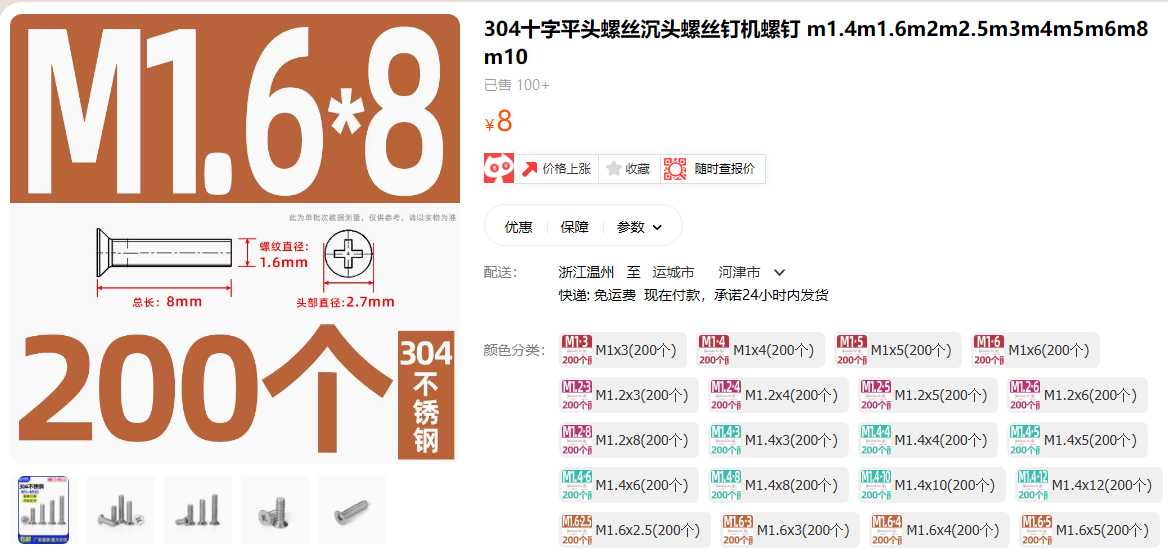 M1.6*8
此为单批次数据测量，仅供参考，请以实物为准
螺纹直径：
1.6mm
总长：8mm
头部直径:2.7mm
200个
304
不锈钢
304不锈钢
304十字平头螺丝沉头螺丝钉机螺钉 m1.4m1.6m2m2.5m3m4m5m6m8
m10
已售 100+
¥8
价格上涨
收藏
随时查报价
优惠
保障
参数
配送：
浙江温州 至 运城市 河津市
快递: 免运费 现在付款，承诺24小时内发货
颜色分类：
M1*3 200个 M1x3(200个)
M1*4 200个 M1x4(200个)
M1*5 200个 M1x5(200个)
M1*6 200个 M1x6(200个)
M1.2*3 200个 M1.2x3(200个)
M1.2*4 200个 M1.2x4(200个)
M1.2*5 200个 M1.2x5(200个)
M1.2*6 200个 M1.2x6(200个)
M1.2*8 200个 M1.2x8(200个)
M1.4*3 200个 M1.4x3(200个)
M1.4*4 200个 M1.4x4(200个)
M1.4*5 200个 M1.4x5(200个)
M1.4*6 200个 M1.4x6(200个)
M1.4*8 200个 M1.4x8(200个)
M1.4*10 200个 M1.4x10(200个)
M1.4*12 200个 M1.4x12(200个)
M1.6*2.5 200个 M1.6x2.5(200个)
M1.6*3 200个 M1.6x3(200个)
M1.6*4 200个 M1.6x4(200个)
M1.6*5 200个 M1.6x5(200个)